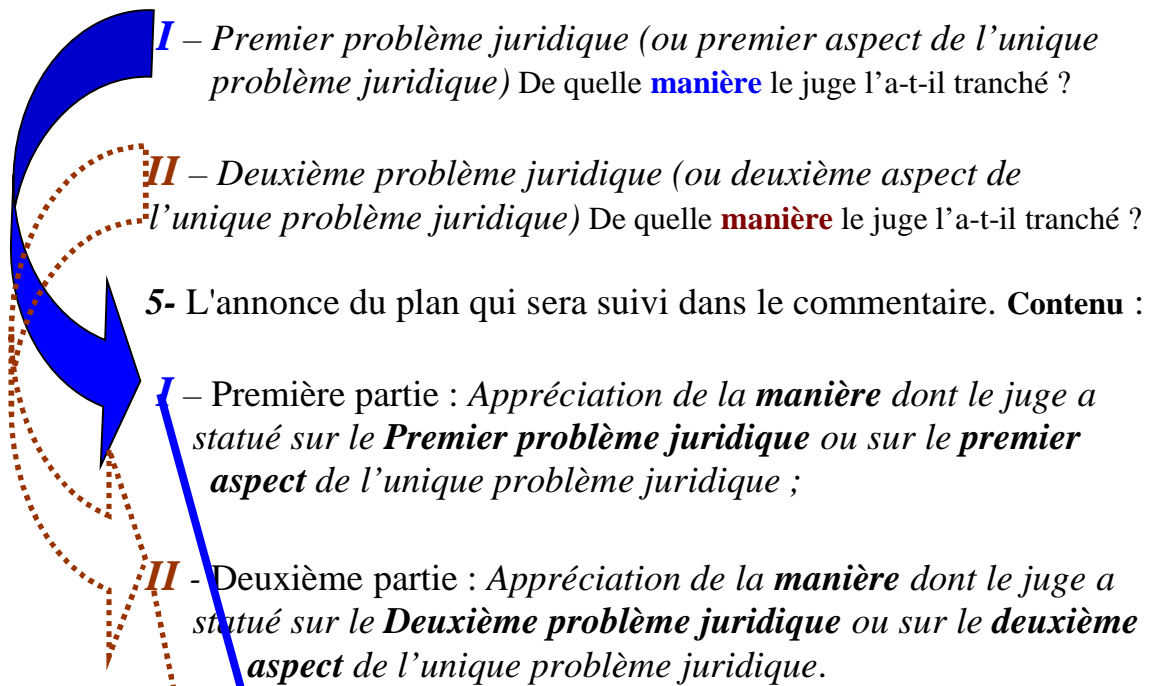 I – Premier problème juridique (ou premier aspect de l’unique
problème juridique) De quelle manière le juge l’a-t-il tranché ?
II – Deuxième problème juridique (ou deuxième aspect de
l’unique problème juridique) De quelle manière le juge l’a-t-il tranché ?
5- L'annonce du plan qui sera suivi dans le commentaire. Contenu :
I – Première partie : Appréciation de la manière dont le juge a
statué sur le Premier problème juridique ou sur le premier
aspect de l’unique problème juridique ;
II - Deuxième partie : Appréciation de la manière dont le juge a
statué sur le Deuxième problème juridique ou sur le deuxième
aspect de l’unique problème juridique.